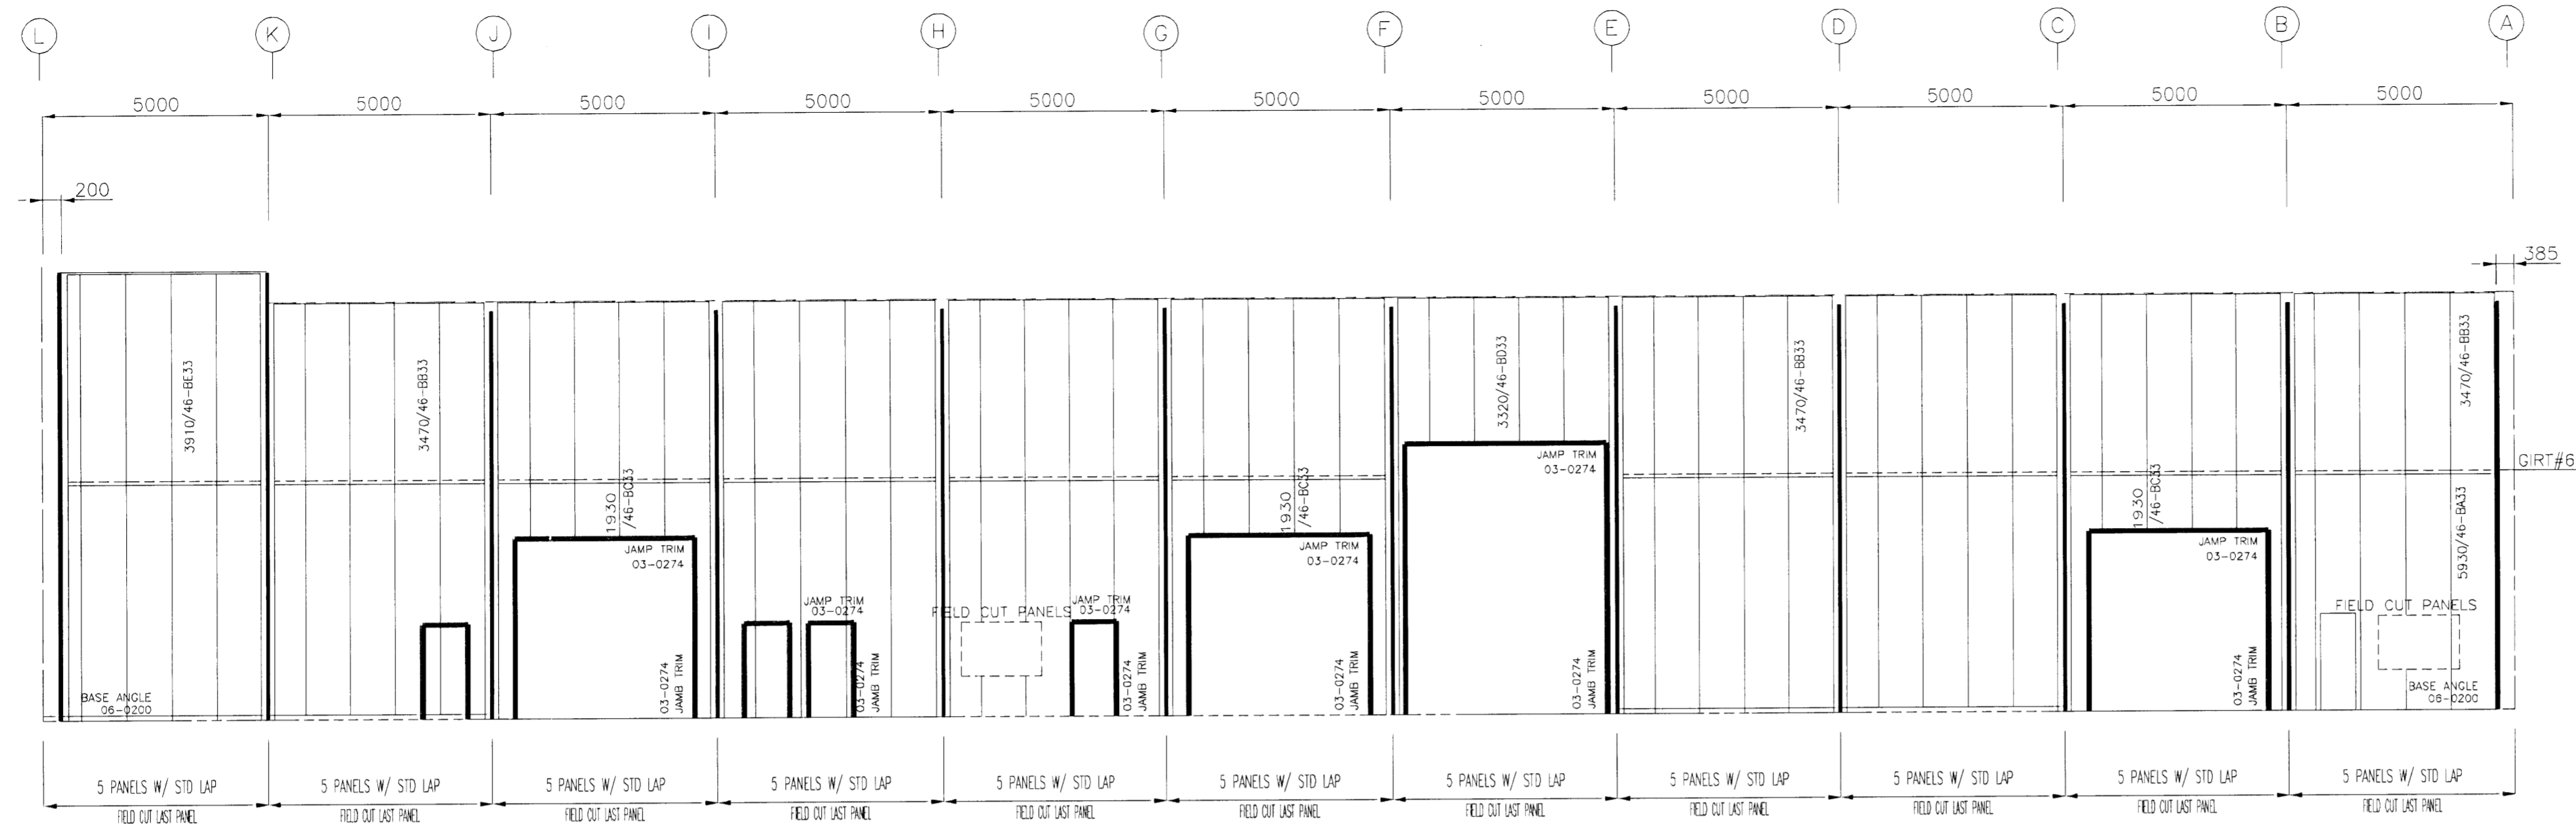 L K J I H G F E D C B A
5000 5000 5000 5000 5000 5000 5000 5000 5000 5000 5000
200
385
3910/46-BE33
3470/46-BB33
3320/46-BD33
3470/46-BB33
3470/46-BB33
GIRT#6
1930
/46-BC33
1930
/46-BC33
1930
/46-BC33
5930/46-BA33
JAMP TRIM
03-0274
JAMP TRIM
03-0274
JAMP TRIM
03-0274
JAMP TRIM
03-0274
JAMP TRIM
03-0274
JAMP TRIM
03-0274
FIELD CUT PANELS
FIELD CUT PANELS
03-0274
JAMB TRIM
03-0274
JAMB TRIM
03-0274
JAMB TRIM
03-0274
JAMB TRIM
03-0274
JAMB TRIM
03-0274
JAMB TRIM
BASE ANGLE
06-0200
BASE ANGLE
06-0200
5 PANELS W/ STD LAP
FIELD CUT LAST PANEL
5 PANELS W/ STD LAP
FIELD CUT LAST PANEL
5 PANELS W/ STD LAP
FIELD CUT LAST PANEL
5 PANELS W/ STD LAP
FIELD CUT LAST PANEL
5 PANELS W/ STD LAP
FIELD CUT LAST PANEL
5 PANELS W/ STD LAP
FIELD CUT LAST PANEL
5 PANELS W/ STD LAP
FIELD CUT LAST PANEL
5 PANELS W/ STD LAP
FIELD CUT LAST PANEL
5 PANELS W/ STD LAP
FIELD CUT LAST PANEL
5 PANELS W/ STD LAP
FIELD CUT LAST PANEL
5 PANELS W/ STD LAP
FIELD CUT LAST PANEL